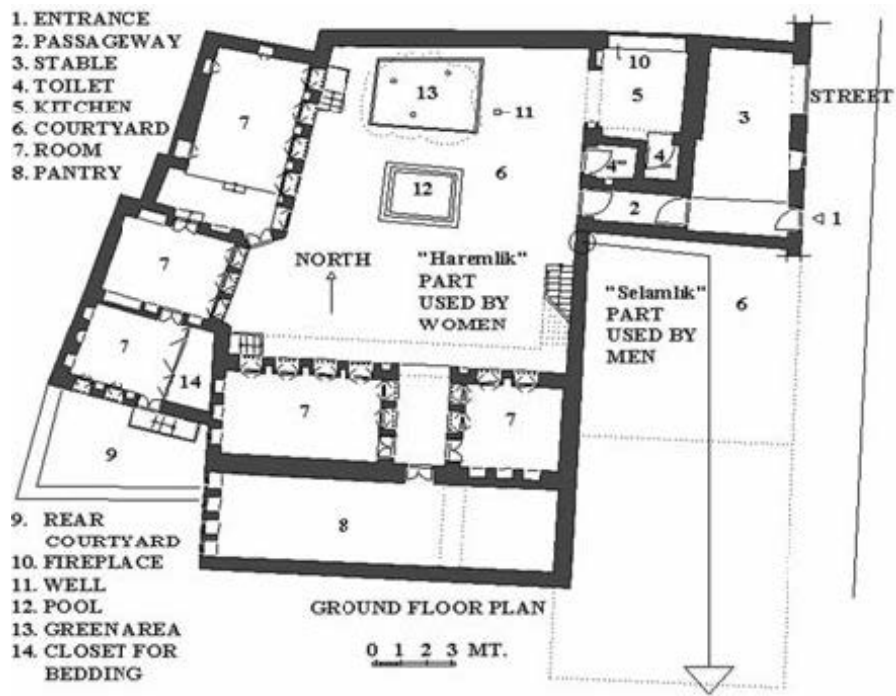 1. ENTRANCE
2. PASSAGEWAY
3. STABLE
4. TOILET
5. KITCHEN
6. COURTYARD
7. ROOM
8. PANTRY
10
5
3
STREET
7
13
11
4"
4
12
6
2
1
7
NORTH
"Haremlik"
PART
USED BY
WOMEN
"Selamlık"
PART
USED BY
MEN
6
7
14
7
7
9
8
9. REAR
COURTYARD
10. FIREPLACE
11. WELL
12. POOL
13. GREEN AREA
14. CLOSET FOR
BEDDING
GROUND FLOOR PLAN
0 1 2 3 MT.